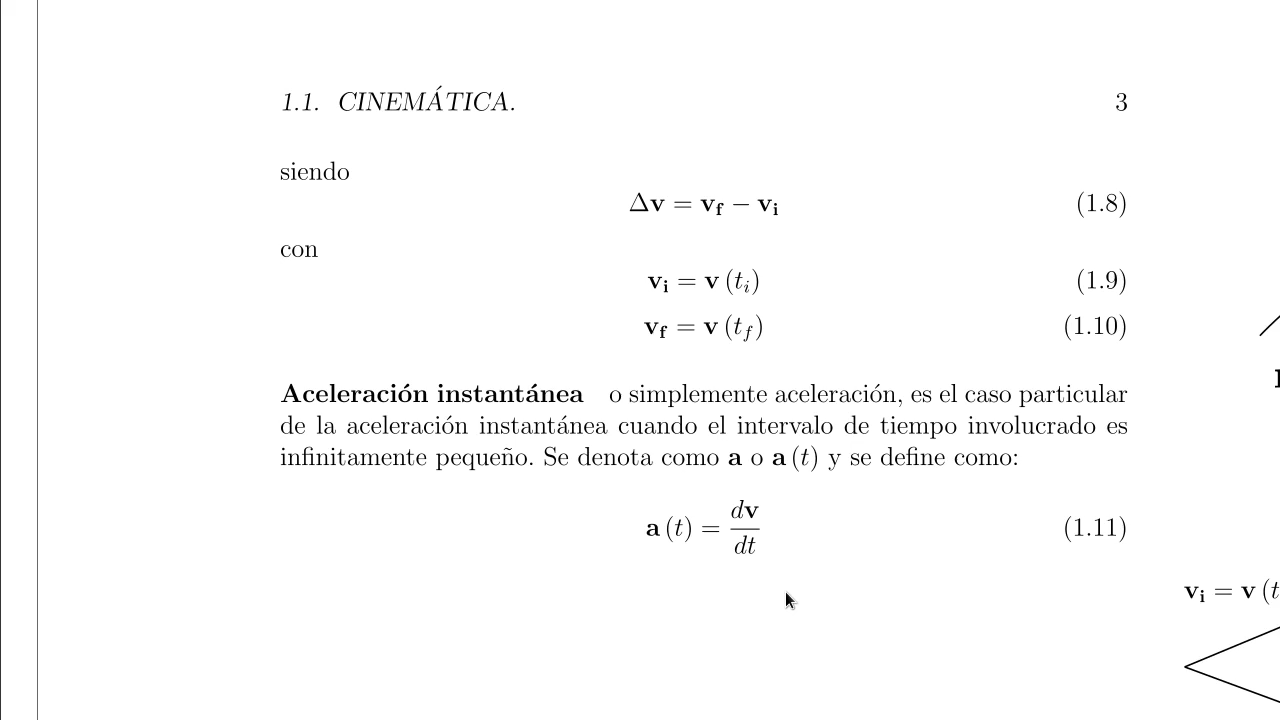 1.1. CINEMÁTICA. 3
siendo
Δv = v_f − v_i (1.8)
con
v_i = v (t_i) (1.9)
v_f = v (t_f) (1.10)
Aceleración instantánea o simplemente aceleración, es el caso particular
de la aceleración instantánea cuando el intervalo de tiempo involucrado es
infinitamente pequeño. Se denota como a o a (t) y se define como:
a (t) = dv/dt (1.11)
v_i = v (t